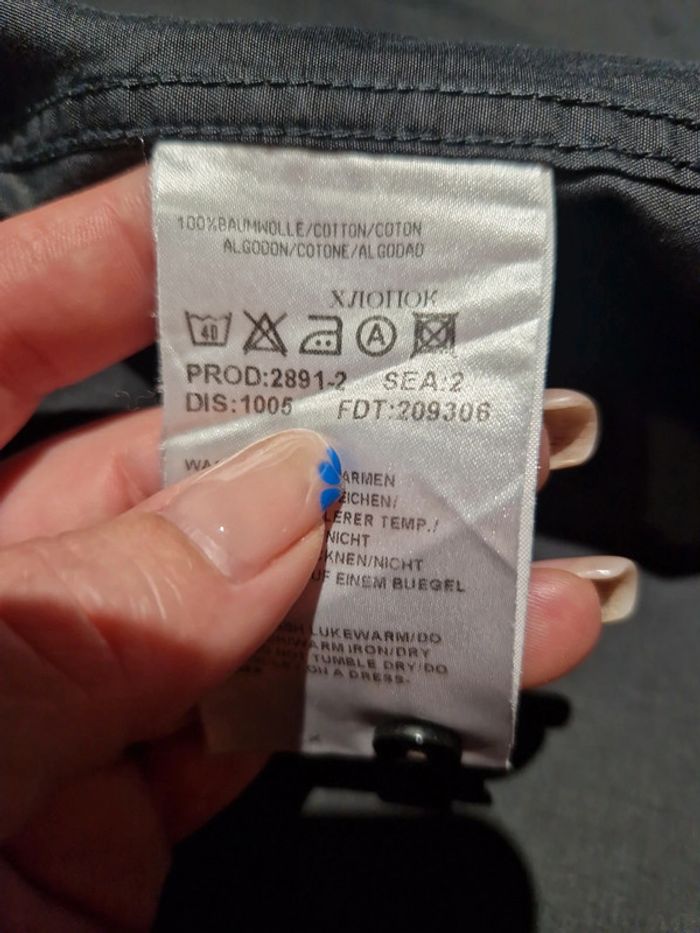 100%BAUMWOLLE/COTTON/COTON
ALGODON/COTONE/ALGODAO
ХЛОПОК
40 A
PROD:2891-2 SEA:2
DIS:1005 FDT:209306
WA
ARMEN
EICHEN/
LERER TEMP./
NICHT
KNEN/NICHT
UF EINEM BUEGEL
SH LUKEWARM/DO
/WARM IRON/DRY
NOT TUMBLE DRY/DO
ON A DRESS-